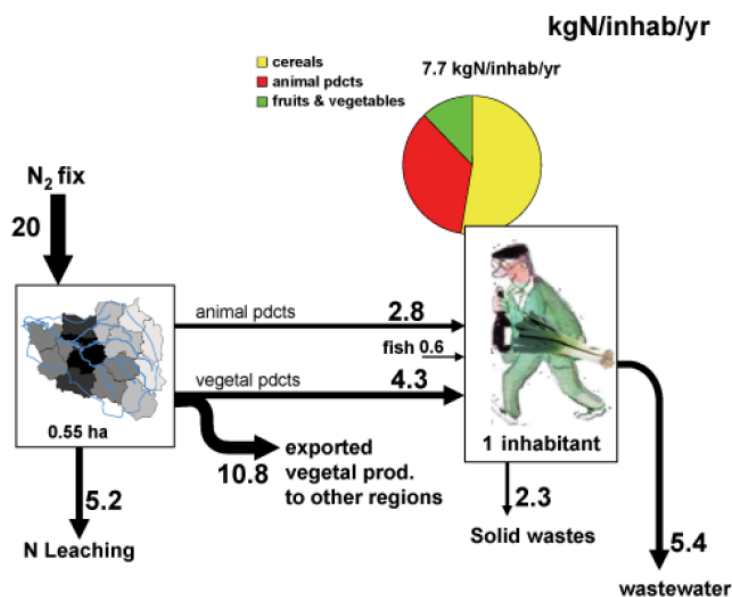 kgN/inhab/yr
cereals
animal pdcts
fruits & vegetables
7.7 kgN/inhab/yr
N₂ fix
20
animal pdcts
2.8
fish 0.6
vegetal pdcts
4.3
0.55 ha
1 inhabitant
10.8
exported
vegetal prod.
to other regions
5.2
N Leaching
2.3
Solid wastes
5.4
wastewater